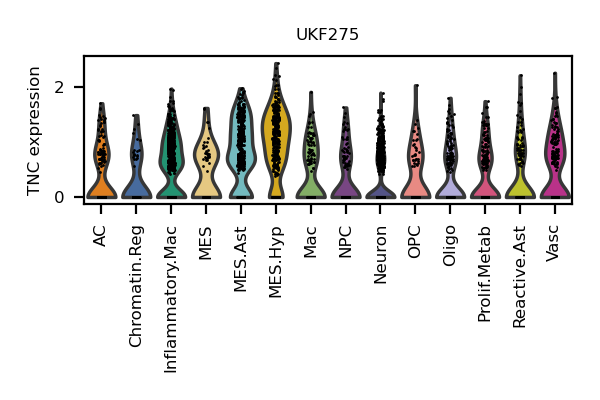 UKF275
TNC expression
2
0
AC
Chromatin.Reg
Inflammatory.Mac
MES
MES.Ast
MES.Hyp
Mac
NPC
Neuron
OPC
Oligo
Prolif.Metab
Reactive.Ast
Vasc